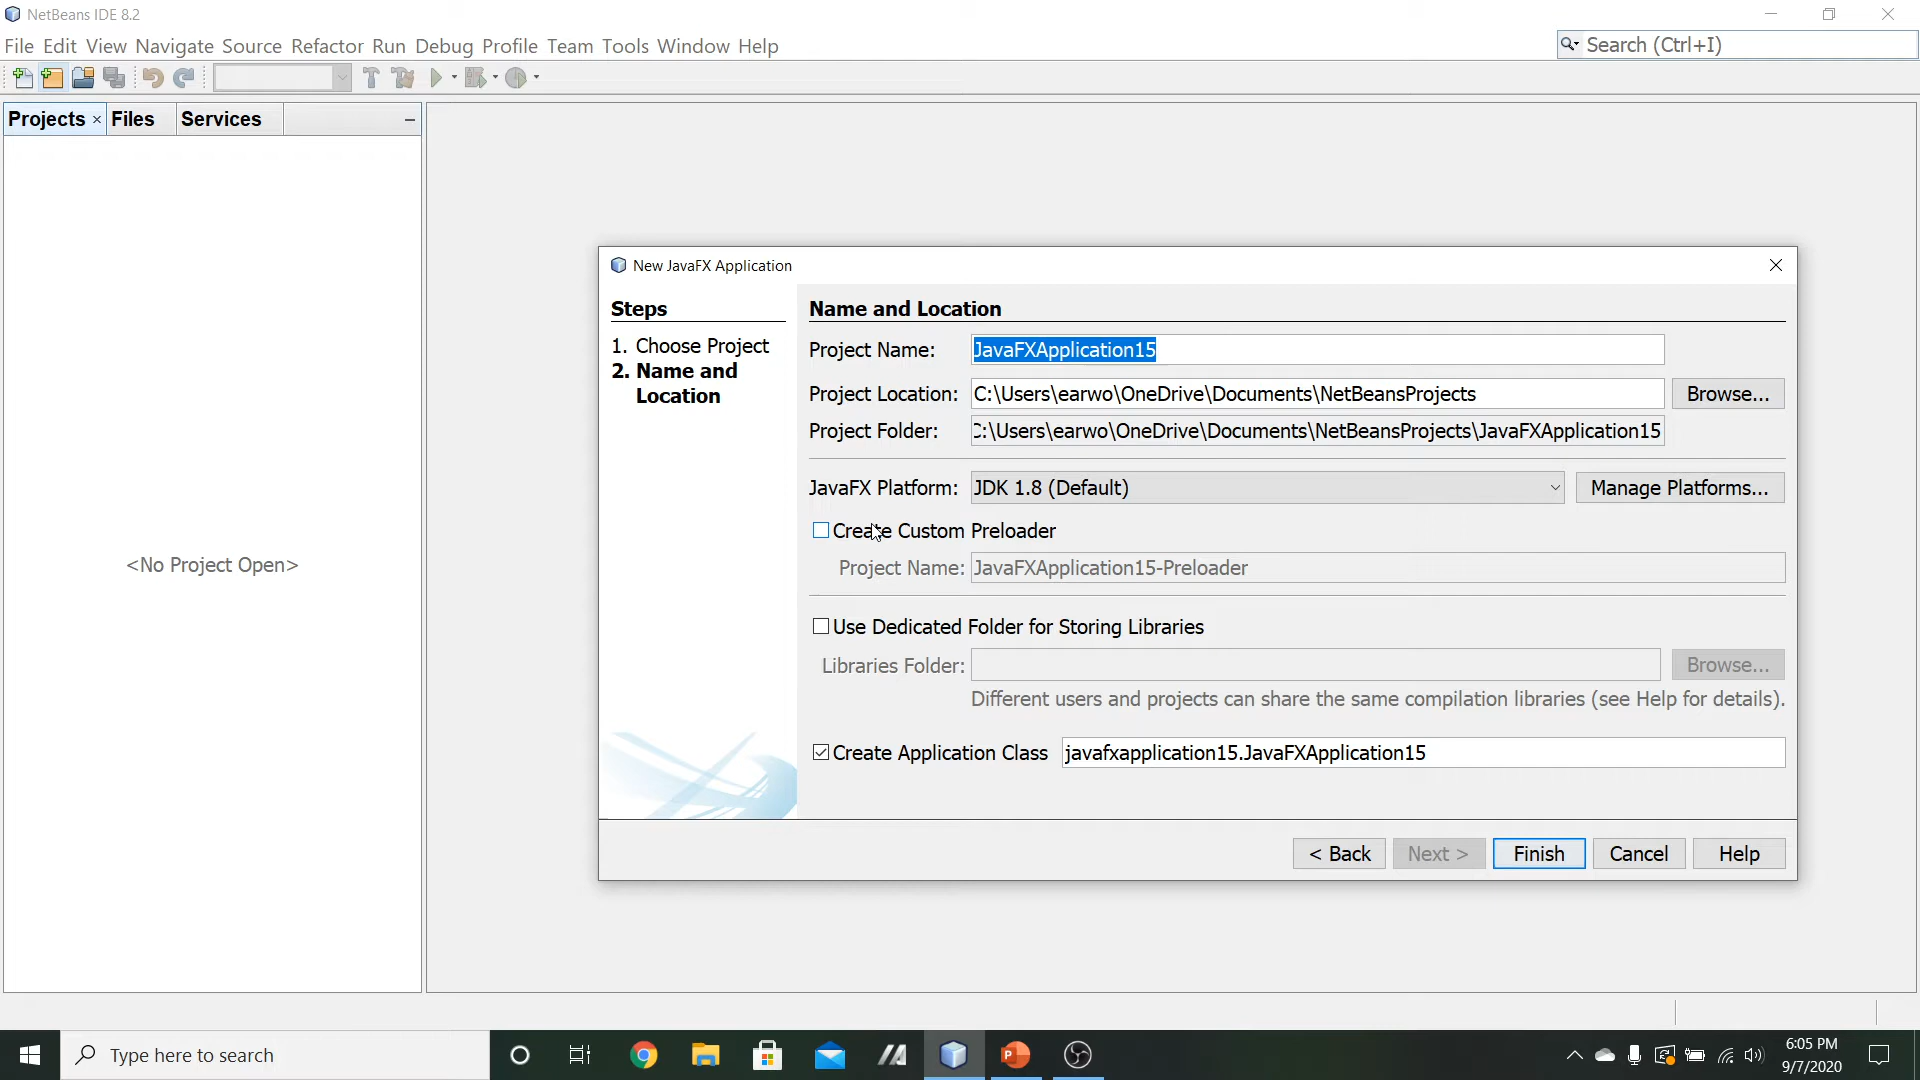 NetBeans IDE 8.2
File Edit View Navigate Source Refactor Run Debug Profile Team Tools Window Help
Search (Ctrl+I)
Projects Files Services
<No Project Open>
New JavaFX Application
Steps
1. Choose Project
2. Name and
Location
Name and Location
Project Name: JavaFXApplication15
Project Location: C:\Users\earwo\OneDrive\Documents\NetBeansProjects Browse...
Project Folder: C:\Users\earwo\OneDrive\Documents\NetBeansProjects\JavaFXApplication15
JavaFX Platform: JDK 1.8 (Default) Manage Platforms...
Create Custom Preloader
Project Name: JavaFXApplication15-Preloader
Use Dedicated Folder for Storing Libraries
Libraries Folder: Browse...
Different users and projects can share the same compilation libraries (see Help for details).
Create Application Class javafxapplication15.JavaFXApplication15
< Back Next > Finish Cancel Help
Type here to search
6:05 PM
9/7/2020